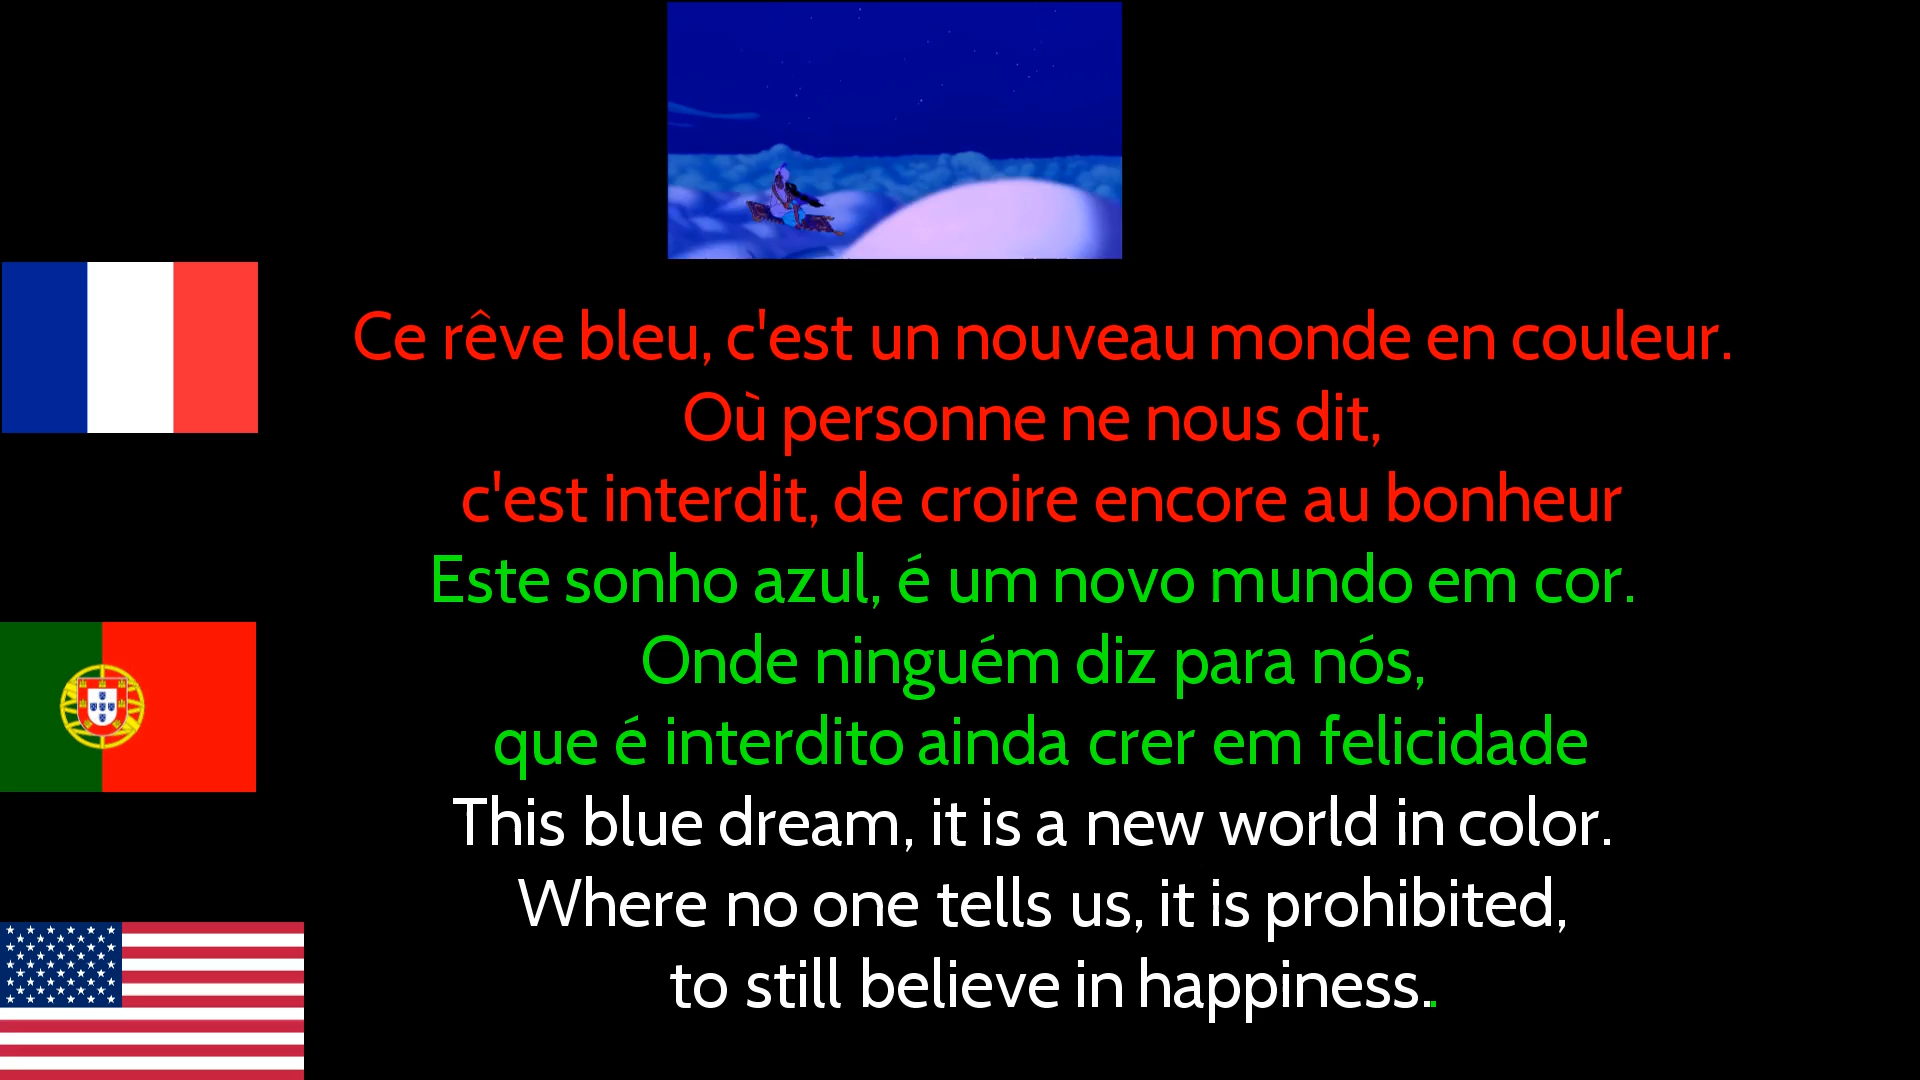 Ce rêve bleu, c'est un nouveau monde en couleur.
Où personne ne nous dit,
c'est interdit, de croire encore au bonheur
Este sonho azul, é um novo mundo em cor.
Onde ninguém diz para nós,
que é interdito ainda crer em felicidade
This blue dream, it is a new world in color.
Where no one tells us, it is prohibited,
to still believe in happiness..